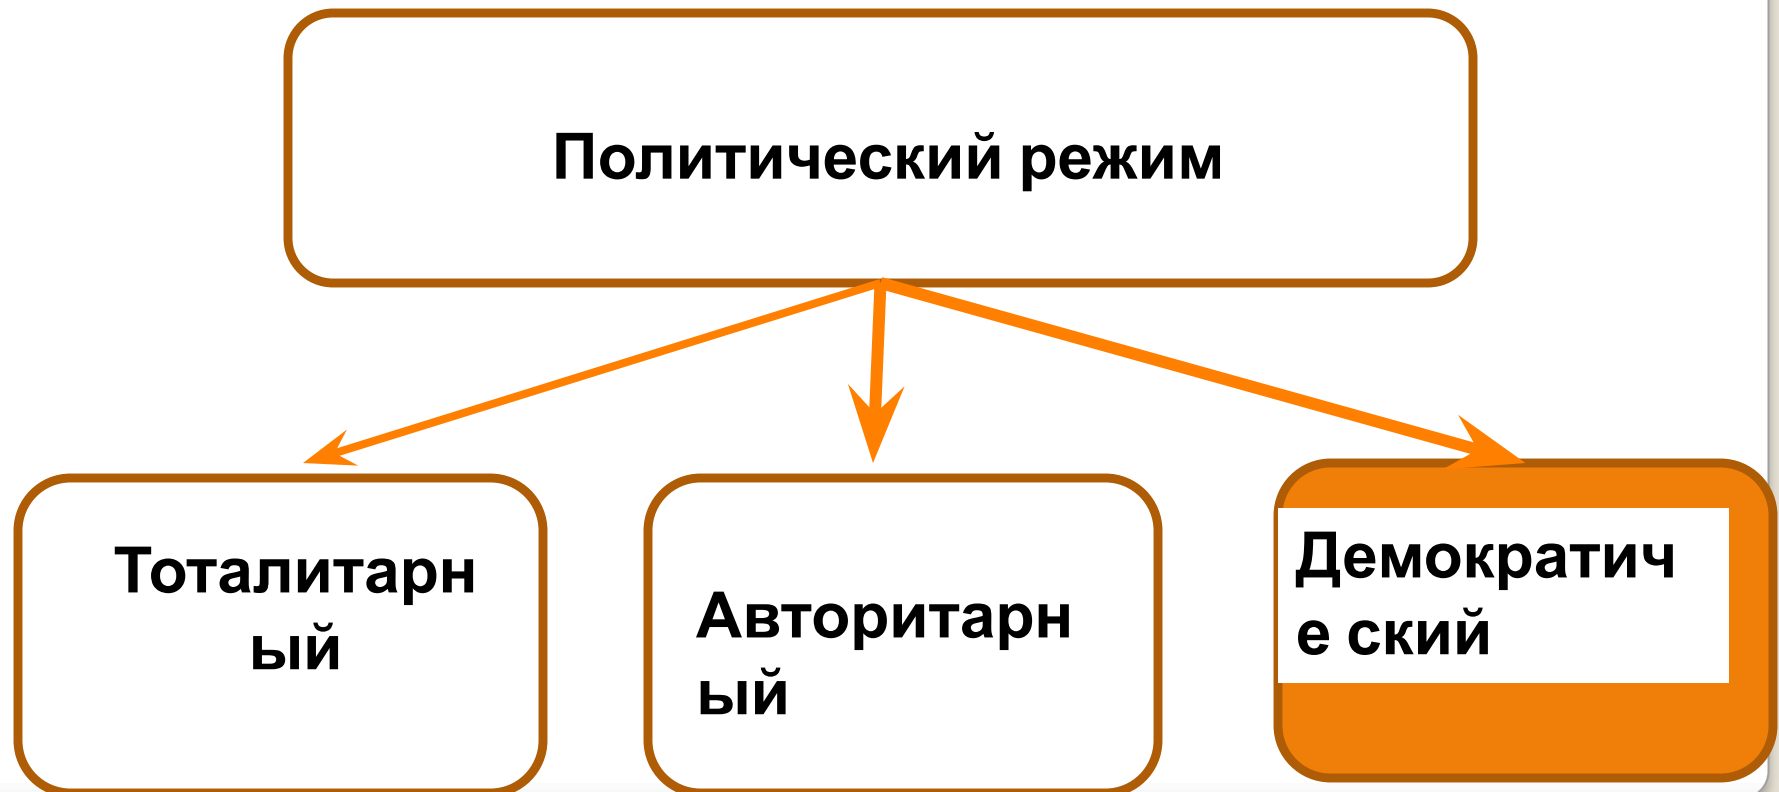 Политический режим
Тоталитарн
ый
Авторитарн
ый
Демократич
е ский